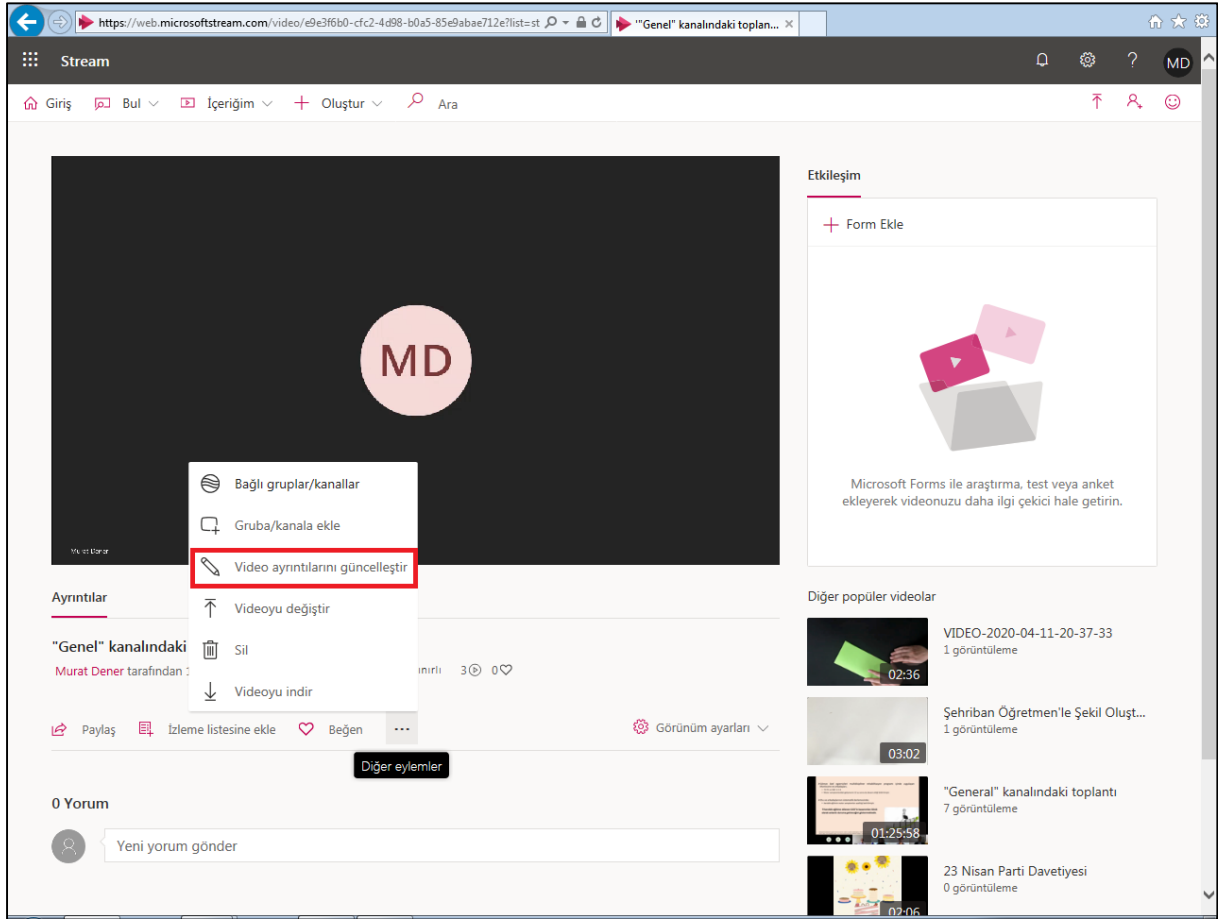 https://web.microsoftstream.com/video/e9e3f6b0-cfc2-4d98-b0a5-85e9abae712e?list=st
"'Genel" kanalındaki toplan...
Stream
MD
Giriş
Bul
İçeriğim
Oluştur
Ara
MD
Murat Dener
Bağlı gruplar/kanallar
Gruba/kanala ekle
Video ayrıntılarını güncelleştir
Videoyu değiştir
Sil
Videoyu indir
Ayrıntılar
"Genel" kanalındaki
Murat Dener tarafından
3 0
Paylaş
İzleme listesine ekle
Beğen
...
Görünüm ayarları
Diğer eylemler
0 Yorum
Yeni yorum gönder
Etkileşim
Form Ekle
Microsoft Forms ile araştırma, test veya anket
ekleyerek videonuzu daha ilgi çekici hale getirin.
Diğer popüler videolar
VIDEO-2020-04-11-20-37-33
1 görüntüleme
02:36
Şehriban Öğretmen'le Şekil Oluşt...
1 görüntüleme
03:02
"General" kanalındaki toplantı
7 görüntüleme
01:25:58
23 Nisan Parti Davetiyesi
0 görüntüleme
02:06